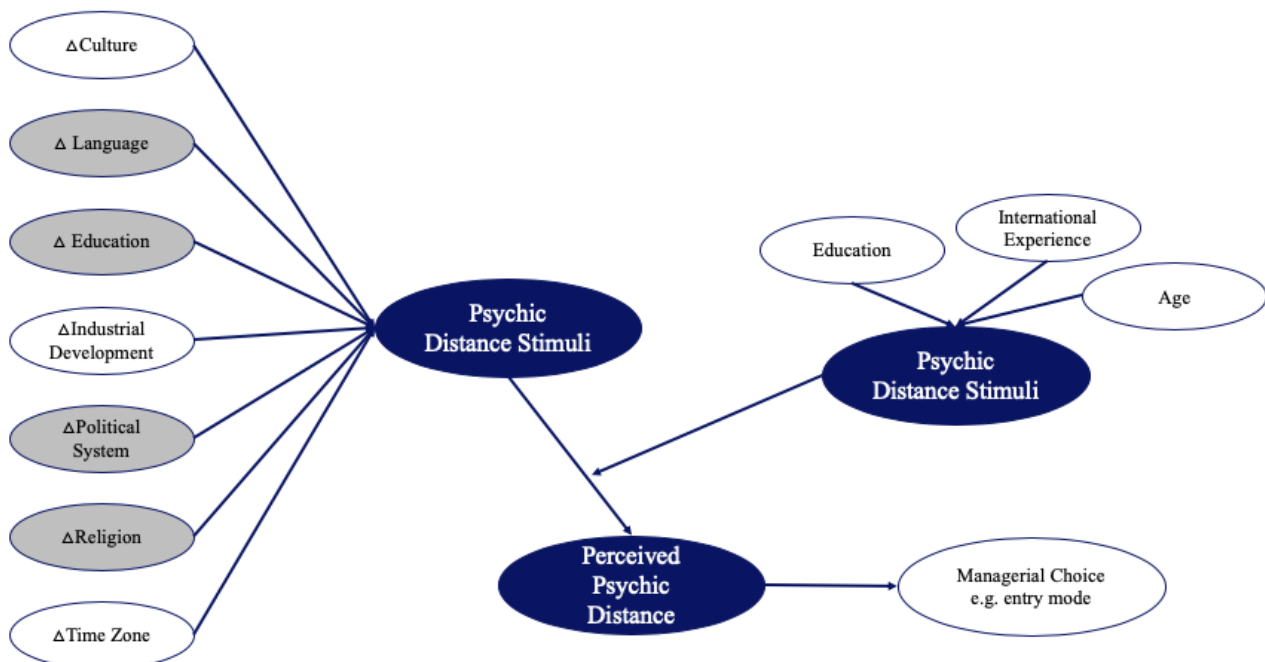 △Culture
△ Language
△ Education
△Industrial
Development
△Political
System
△Religion
△Time Zone
Psychic
Distance Stimuli
Education
International
Experience
Age
Psychic
Distance Stimuli
Perceived
Psychic
Distance
Managerial Choice
e.g. entry mode